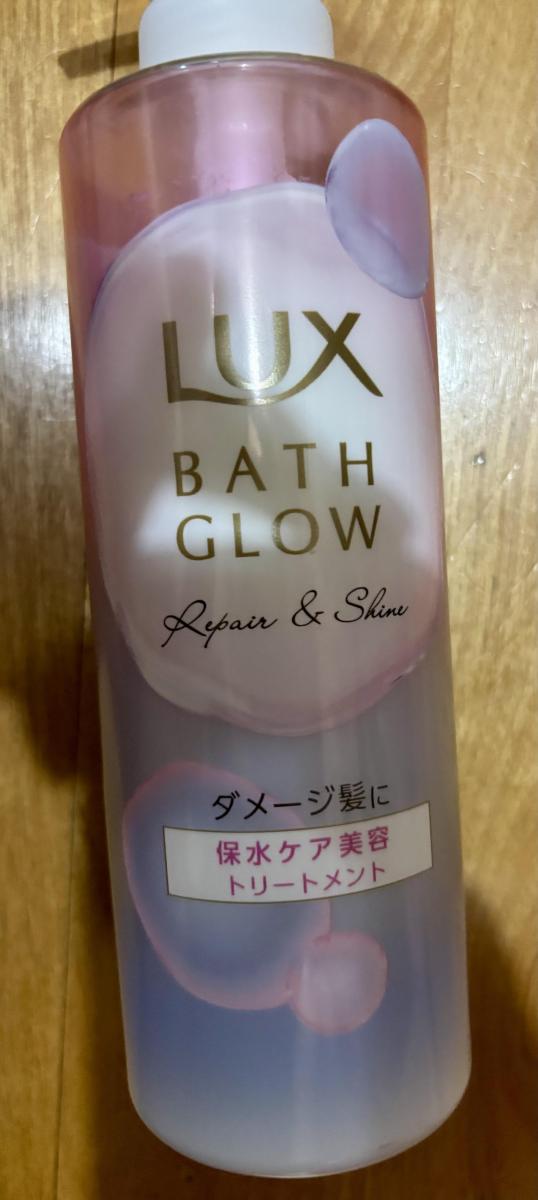 LUX
BATH
GLOW
Repair & Shine
ダメージ髪に
保水ケア美容
トリートメント